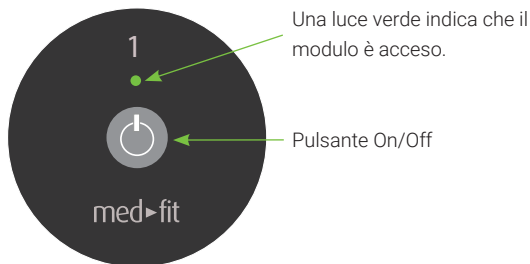 Una luce verde indica che il
modulo è acceso.
1
Pulsante On/Off
med▸fit